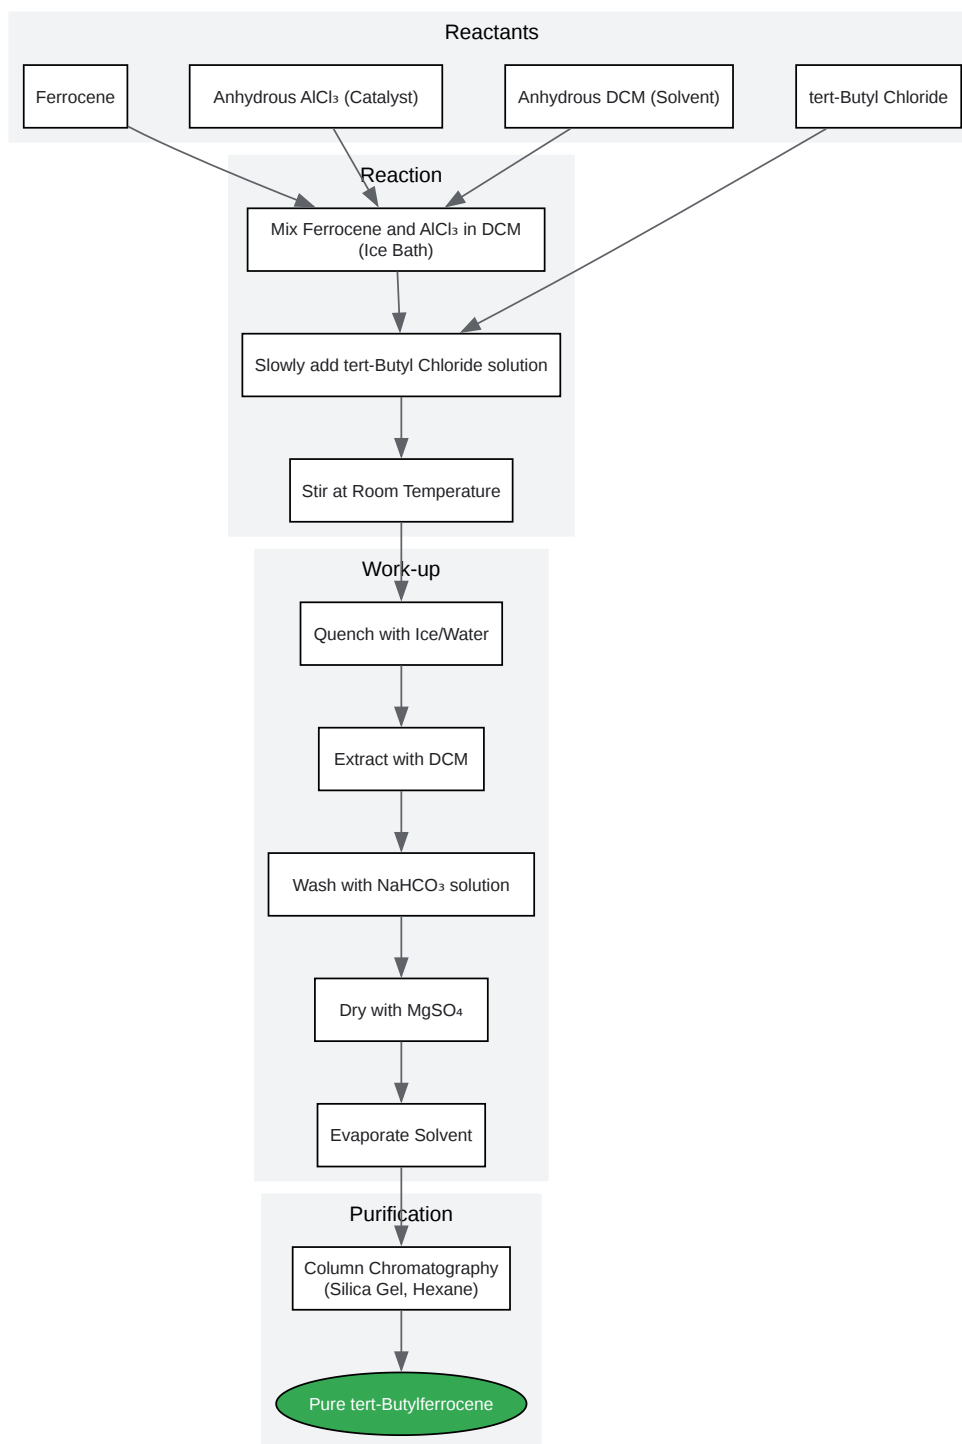 Reactants
Ferrocene
Anhydrous AlCl₃ (Catalyst)
Anhydrous DCM (Solvent)
tert-Butyl Chloride
Reaction
Mix Ferrocene and AlCl₃ in DCM
(Ice Bath)
Slowly add tert-Butyl Chloride solution
Stir at Room Temperature
Work-up
Quench with Ice/Water
Extract with DCM
Wash with NaHCO₃ solution
Dry with MgSO₄
Evaporate Solvent
Purification
Column Chromatography
(Silica Gel, Hexane)
Pure tert-Butylferrocene